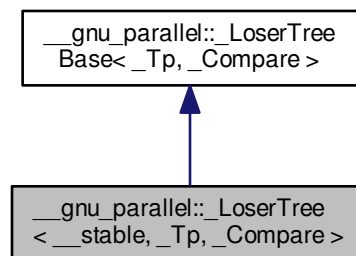 __gnu_parallel::_LoserTree
Base< _Tp, _Compare >
__gnu_parallel::_LoserTree
< __stable, _Tp, _Compare >